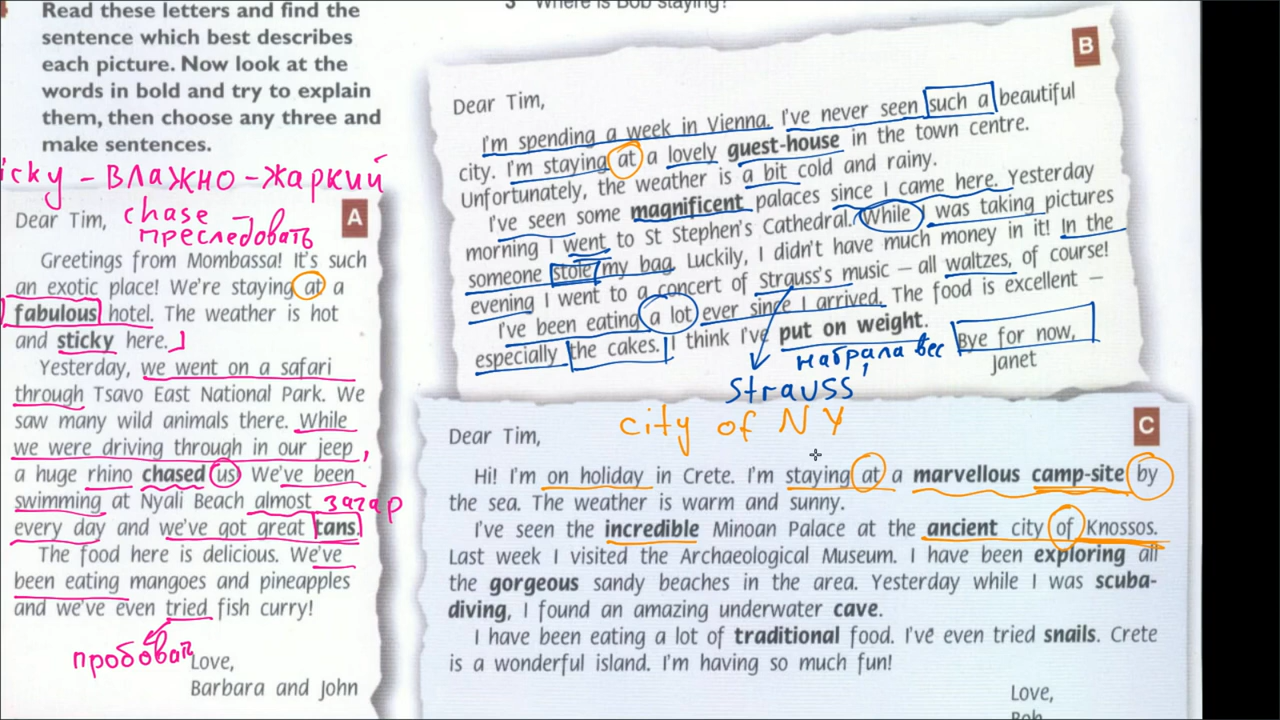 Read these letters and find the
sentence which best describes
each picture. Now look at the
words in bold and try to explain
them, then choose any three and
make sentences.
icky - влажно-жаркий
A
Dear Tim,
chase
преследовать
Greetings from Mombassa! It's such
an exotic place! We're staying at a
fabulous hotel. The weather is hot
and sticky here.
Yesterday, we went on a safari
through Tsavo East National Park. We
saw many wild animals there. While
we were driving through in our jeep,
a huge rhino chased us We've been
swimming at Nyali Beach almost загар
every day and we've got great tans.
The food here is delicious. We've
been eating mangoes and pineapples
and we've even tried fish curry!
пробовать
Love,
Barbara and John
3 Where is Bob staying?
B
Dear Tim,
I'm spending a week in Vienna. I've never seen such a beautiful
city. I'm staying at a lovely guest-house in the town centre.
Unfortunately, the weather is a bit cold and rainy.
I've seen some magnificent palaces since I came here. Yesterday
morning I went to St Stephen's Cathedral. While I was taking pictures
someone stole my bag. Luckily, I didn't have much money in it! In the
evening I went to a concert of Strauss's music – all waltzes, of course!
I've been eating a lot ever since I arrived. The food is excellent –
especially the cakes. I think I've put on weight.
Bye for now,
Janet
набрала вес
Strauss'
city of NY
C
Dear Tim,
Hi! I'm on holiday in Crete. I'm staying at a marvellous camp-site by
the sea. The weather is warm and sunny.
I've seen the incredible Minoan Palace at the ancient city of Knossos.
Last week I visited the Archaeological Museum. I have been exploring all
the gorgeous sandy beaches in the area. Yesterday while I was scuba-
diving, I found an amazing underwater cave.
I have been eating a lot of traditional food. I've even tried snails. Crete
is a wonderful island. I'm having so much fun!
Love,
Bob